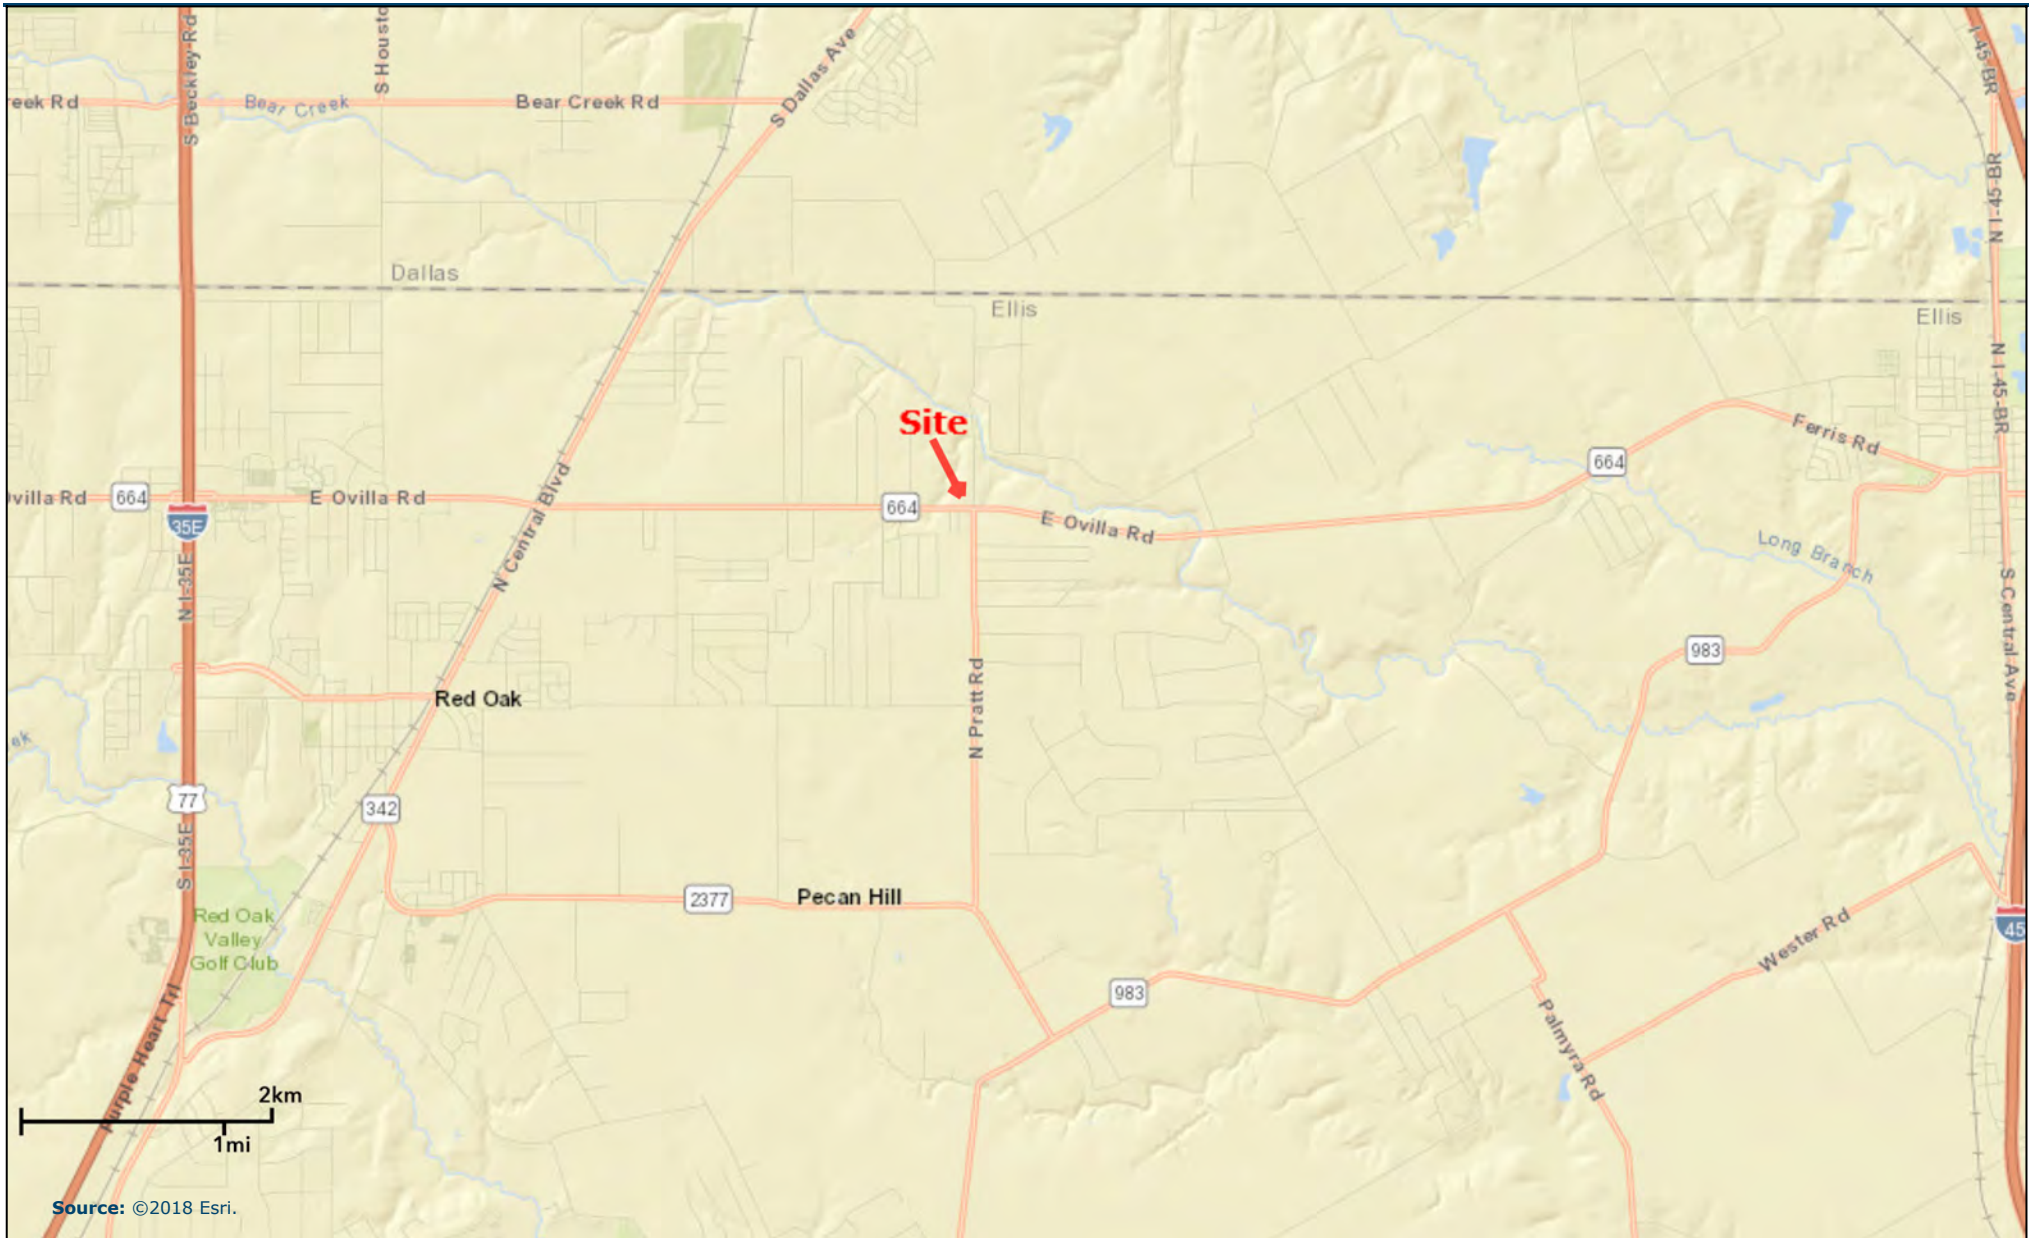 S Beckley Rd
S Houst
S Dallas Ave
I-45-BR
eek Rd
Bear Creek
Bear Creek Rd
N I-45-BR
Dallas
Ellis
Ellis
N I-45-BR
Site
Ferris Rd
664
villa Rd
664
E Ovilla Rd
N Central Blvd
664
E Ovilla Rd
35E
Long Branch
N I-35E
S Central Ave
983
Red Oak
N Pratt Rd
ek
77
342
S I-35E
2377
Pecan Hill
Red Oak
Valley
Golf Club
Wester Rd
45
983
Purple Heart Trl
Palmyra Rd
2km
1mi
Source: ©2018 Esri.